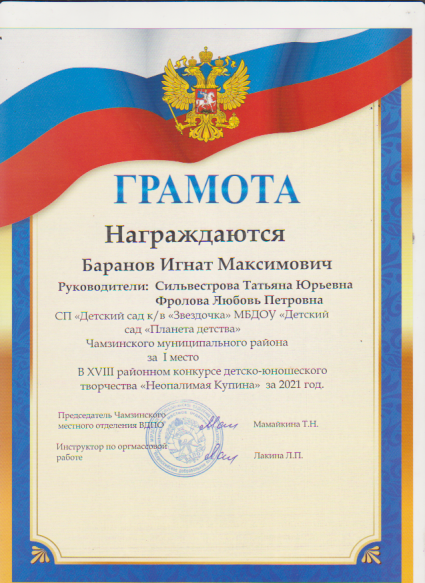 ГРАМОТА
Награждаются
Баранов Игнат Максимович
Руководители: Сильвестрова Татьяна Юрьевна
Фролова Любовь Петровна
СП «Детский сад к/в «Звездочка» МБДОУ «Детский
сад «Планета детства»
Чамзинского муниципального района
за I место
В XVIII районном конкурсе детско-юношеского
творчества «Неопалимая Купина» за 2021 год.
Председатель Чамзинского
местного отделения ВДПО
Мамайкина Т.Н.
Инструктор по оргмассовой
работе
Лакина Л.П.